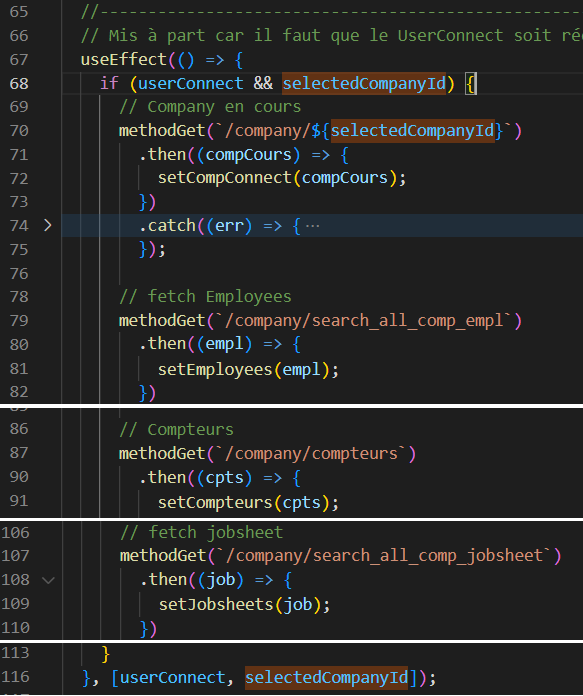 65 //--------------------------------------------------
66 // Mis à part car il faut que le UserConnect soit ré
67 useEffect(() => {
68 if (userConnect && selectedCompanyId) {
69 // Company en cours
70 methodGet(`/company/${selectedCompanyId}`)
71 .then((compCours) => {
72 setCompConnect(compCours);
73 })
74 .catch((err) => { ···
75 });
76
78 // fetch Employees
79 methodGet(`/company/search_all_comp_empl`)
80 .then((empl) => {
81 setEmployees(empl);
82 })
86 // Compteurs
87 methodGet(`/company/compteurs`)
90 .then((cpts) => {
91 setCompteurs(cpts);
106 // fetch jobsheet
107 methodGet(`/company/search_all_comp_jobsheet`)
108 .then((job) => {
109 setJobsheets(job);
110 })
113 }
116 }, [userConnect, selectedCompanyId]);